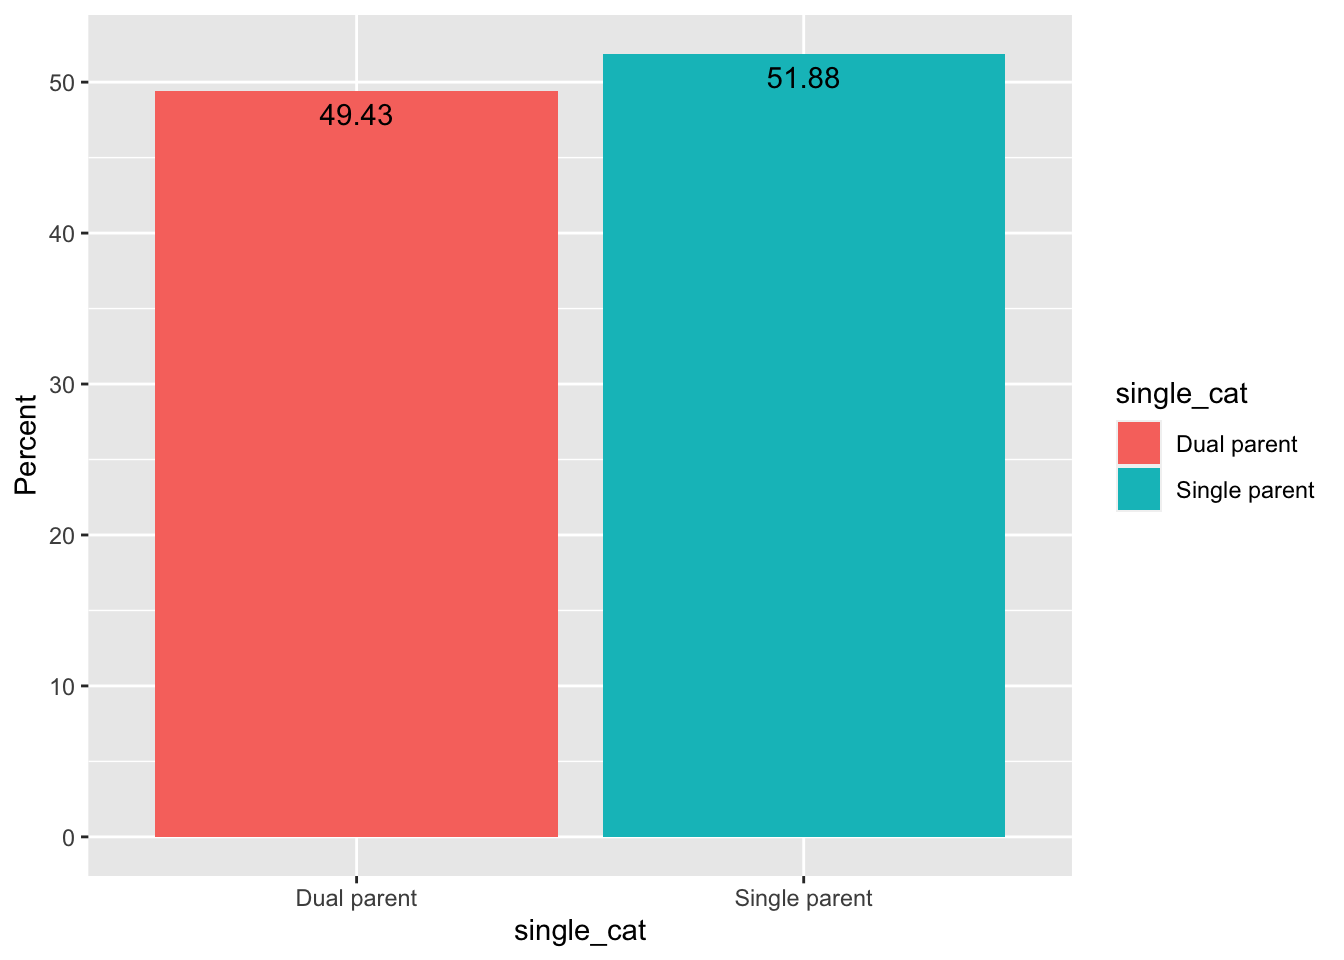 51.88
49.43
50
40
30
20
10
0
Percent
Dual parent
Single parent
single_cat
single_cat
Dual parent
Single parent